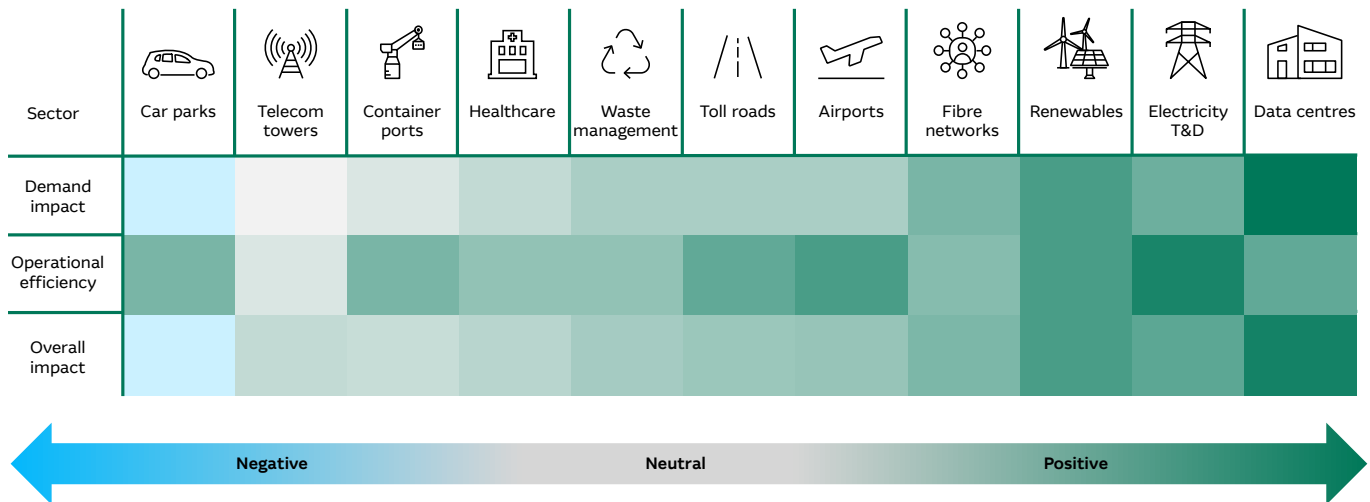 Sector
Car parks
Telecom
towers
Container
ports
Healthcare
Waste
management
Toll roads
Airports
Fibre
networks
Renewables
Electricity
T&D
Data centres
Demand
impact
Operational
efficiency
Overall
impact
Negative
Neutral
Positive